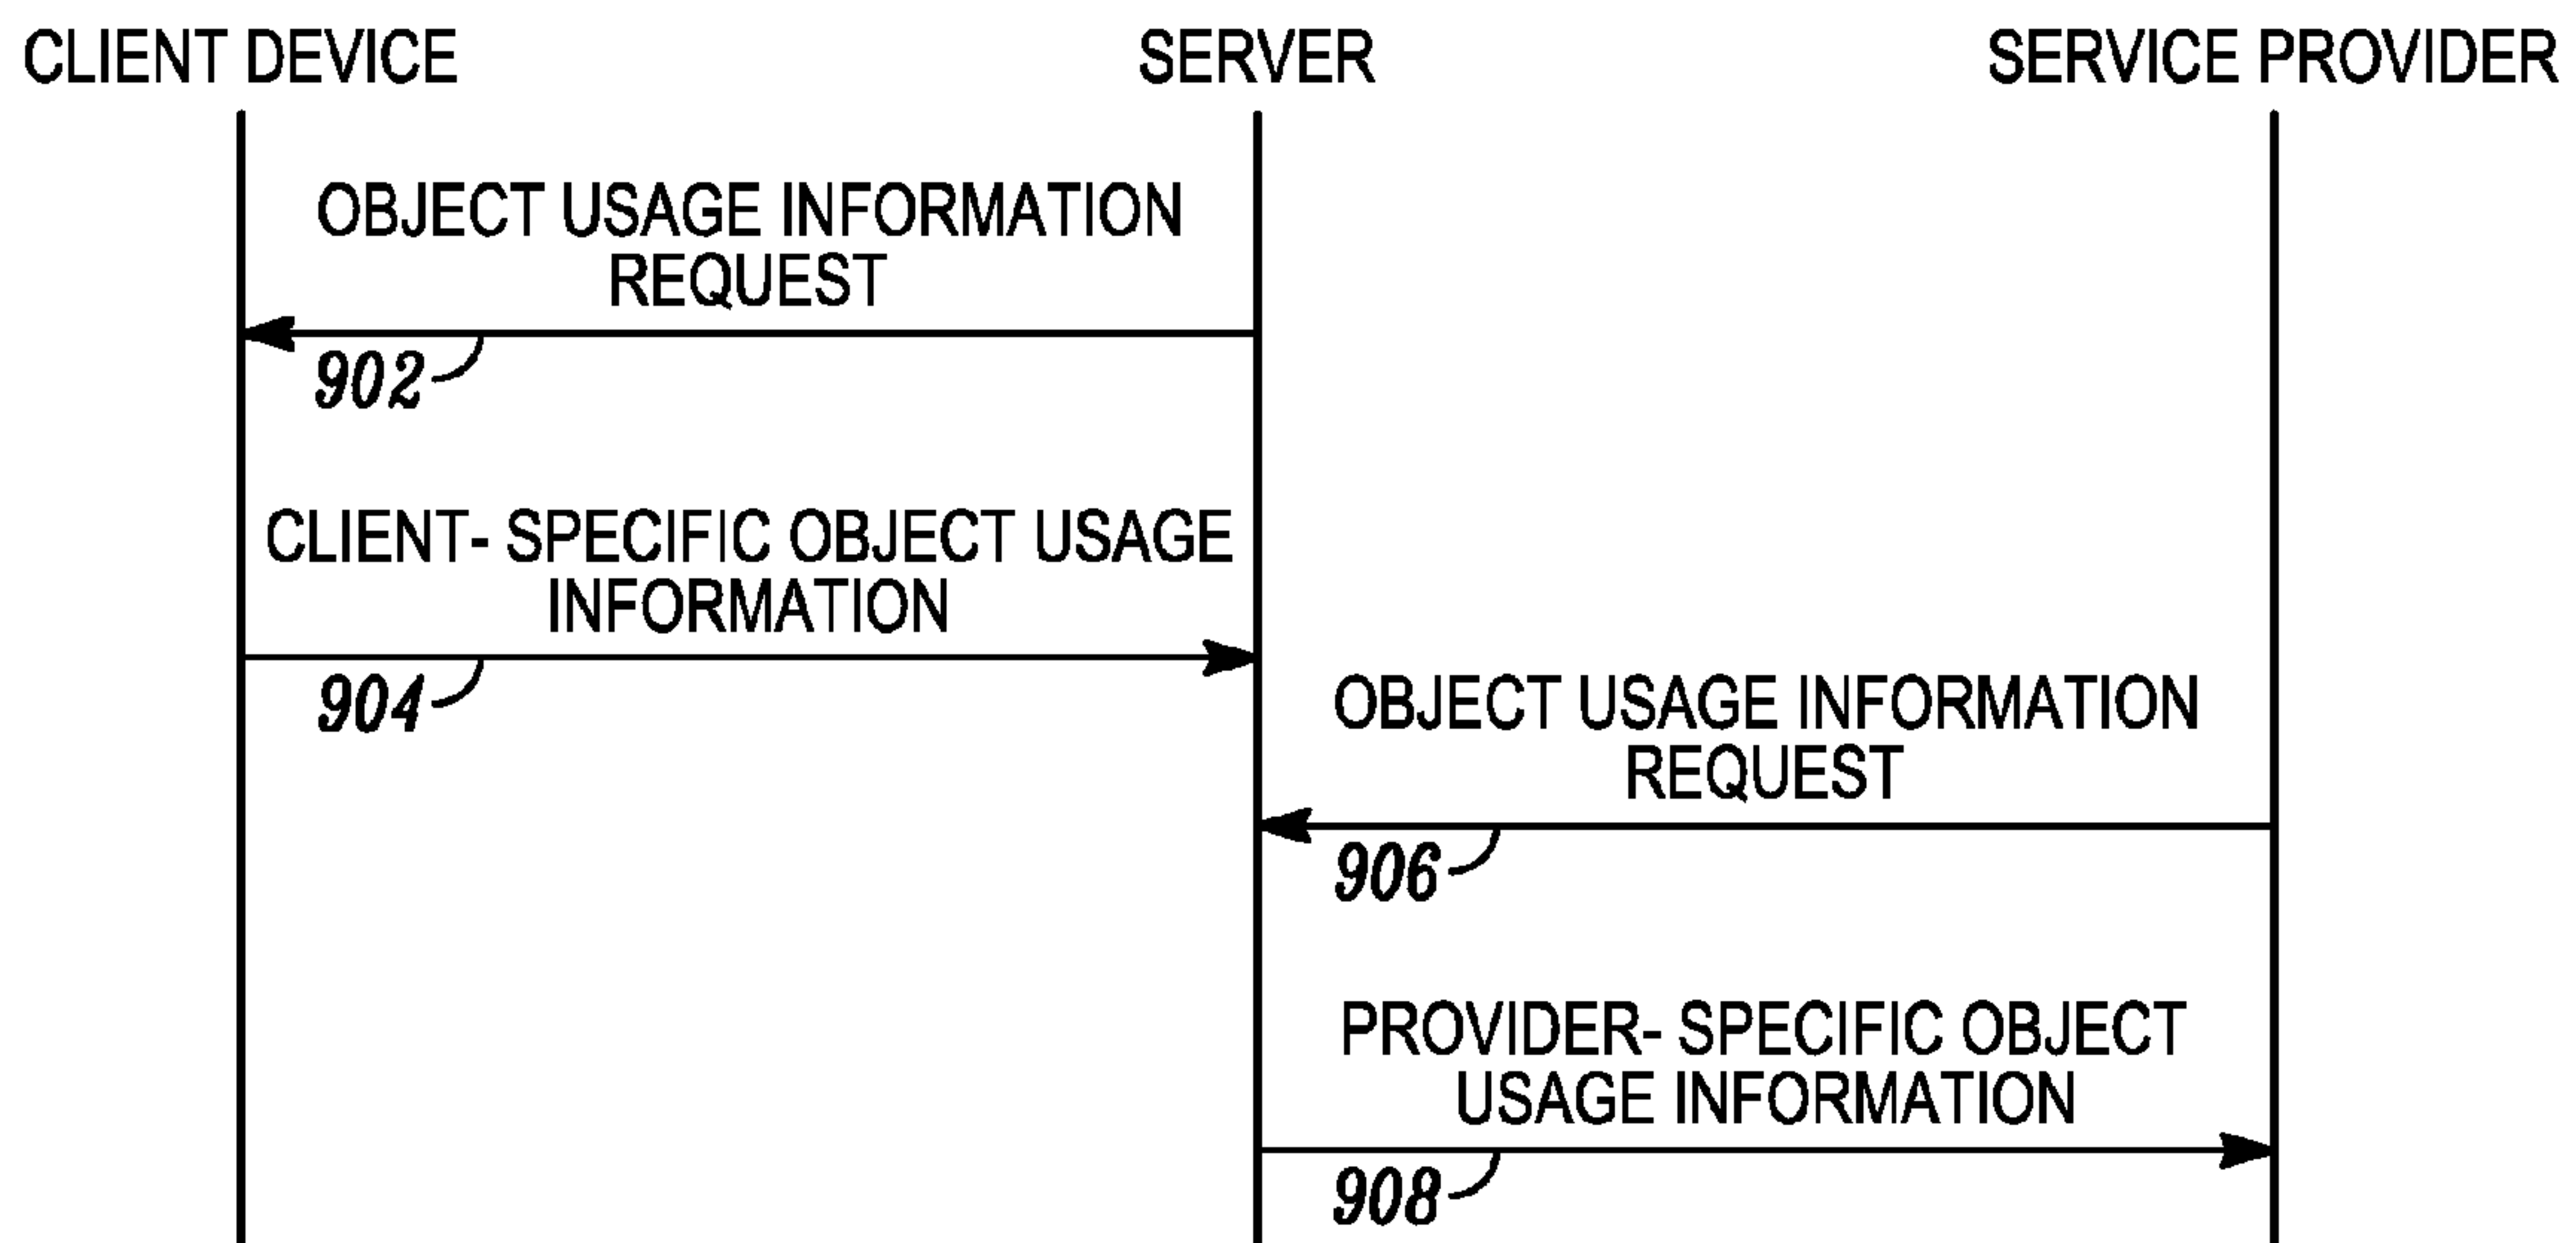 CLIENT DEVICE
SERVER
SERVICE PROVIDER
OBJECT USAGE INFORMATION
REQUEST
902
CLIENT- SPECIFIC OBJECT USAGE
INFORMATION
904
OBJECT USAGE INFORMATION
REQUEST
906
PROVIDER- SPECIFIC OBJECT
USAGE INFORMATION
908